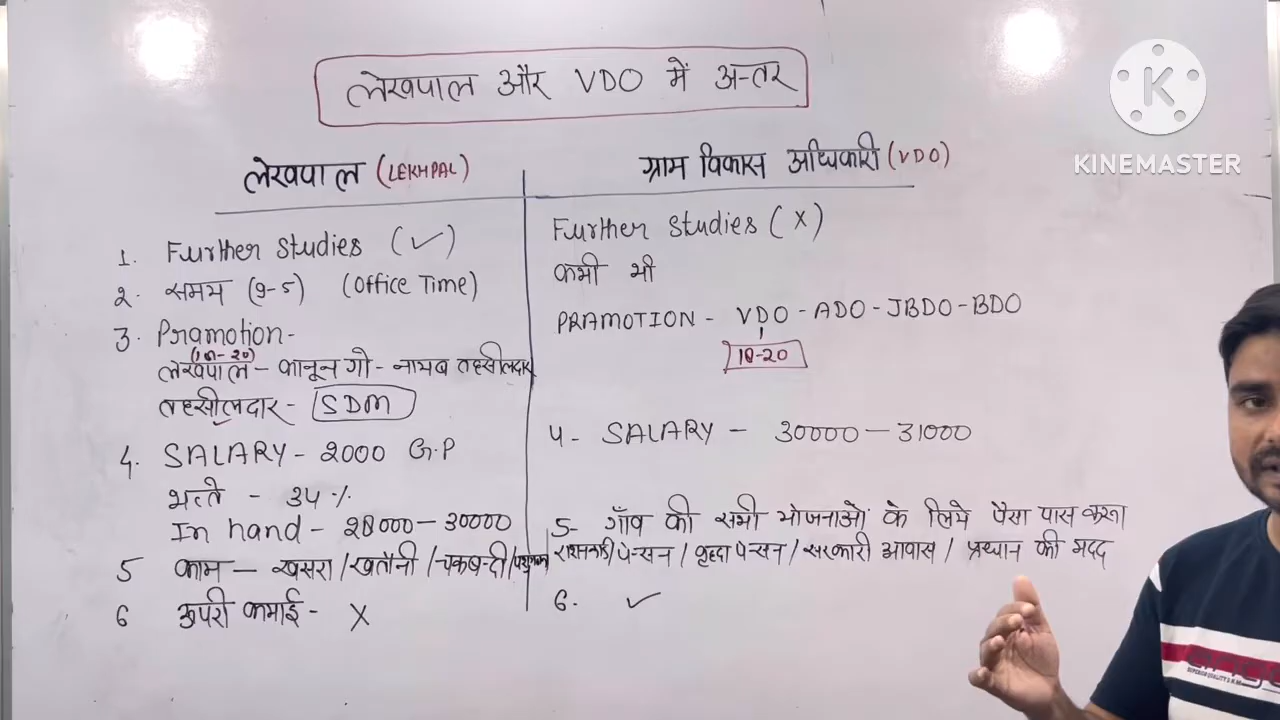 लेखपाल और VDO में अन्तर
लेखपाल (LEKHPAL)
1. Further Studies (✓)
2. समय (9-5) (Office Time)
3. Pramotion-
(10-20)
लेखपाल - कानून गो - नायब तहसीलदार
तहसीलदार - SDM
4. SALARY - 2000 G.P
भत्ते - 34 %
In hand - 28000 - 30000
5 काम - खसरा / खतौनी / चकबन्दी /
6 ऊपरी कमाई - X
ग्राम विकास अधिकारी (VDO)
Further Studies (X)
कभी भी
PRAMOTION - VDO - ADO - JBDO - BDO
10-20
4- SALARY - 30000 - 31000
5- गाँव की सभी योजनाओं के लिये पैसा पास करना
राशनकार्ड / पेन्सन / वृद्धा पेन्सन / सरकारी आवास / प्रधान की मदद
6- ✓
KINEMASTER
SUPERIOR QUALITY